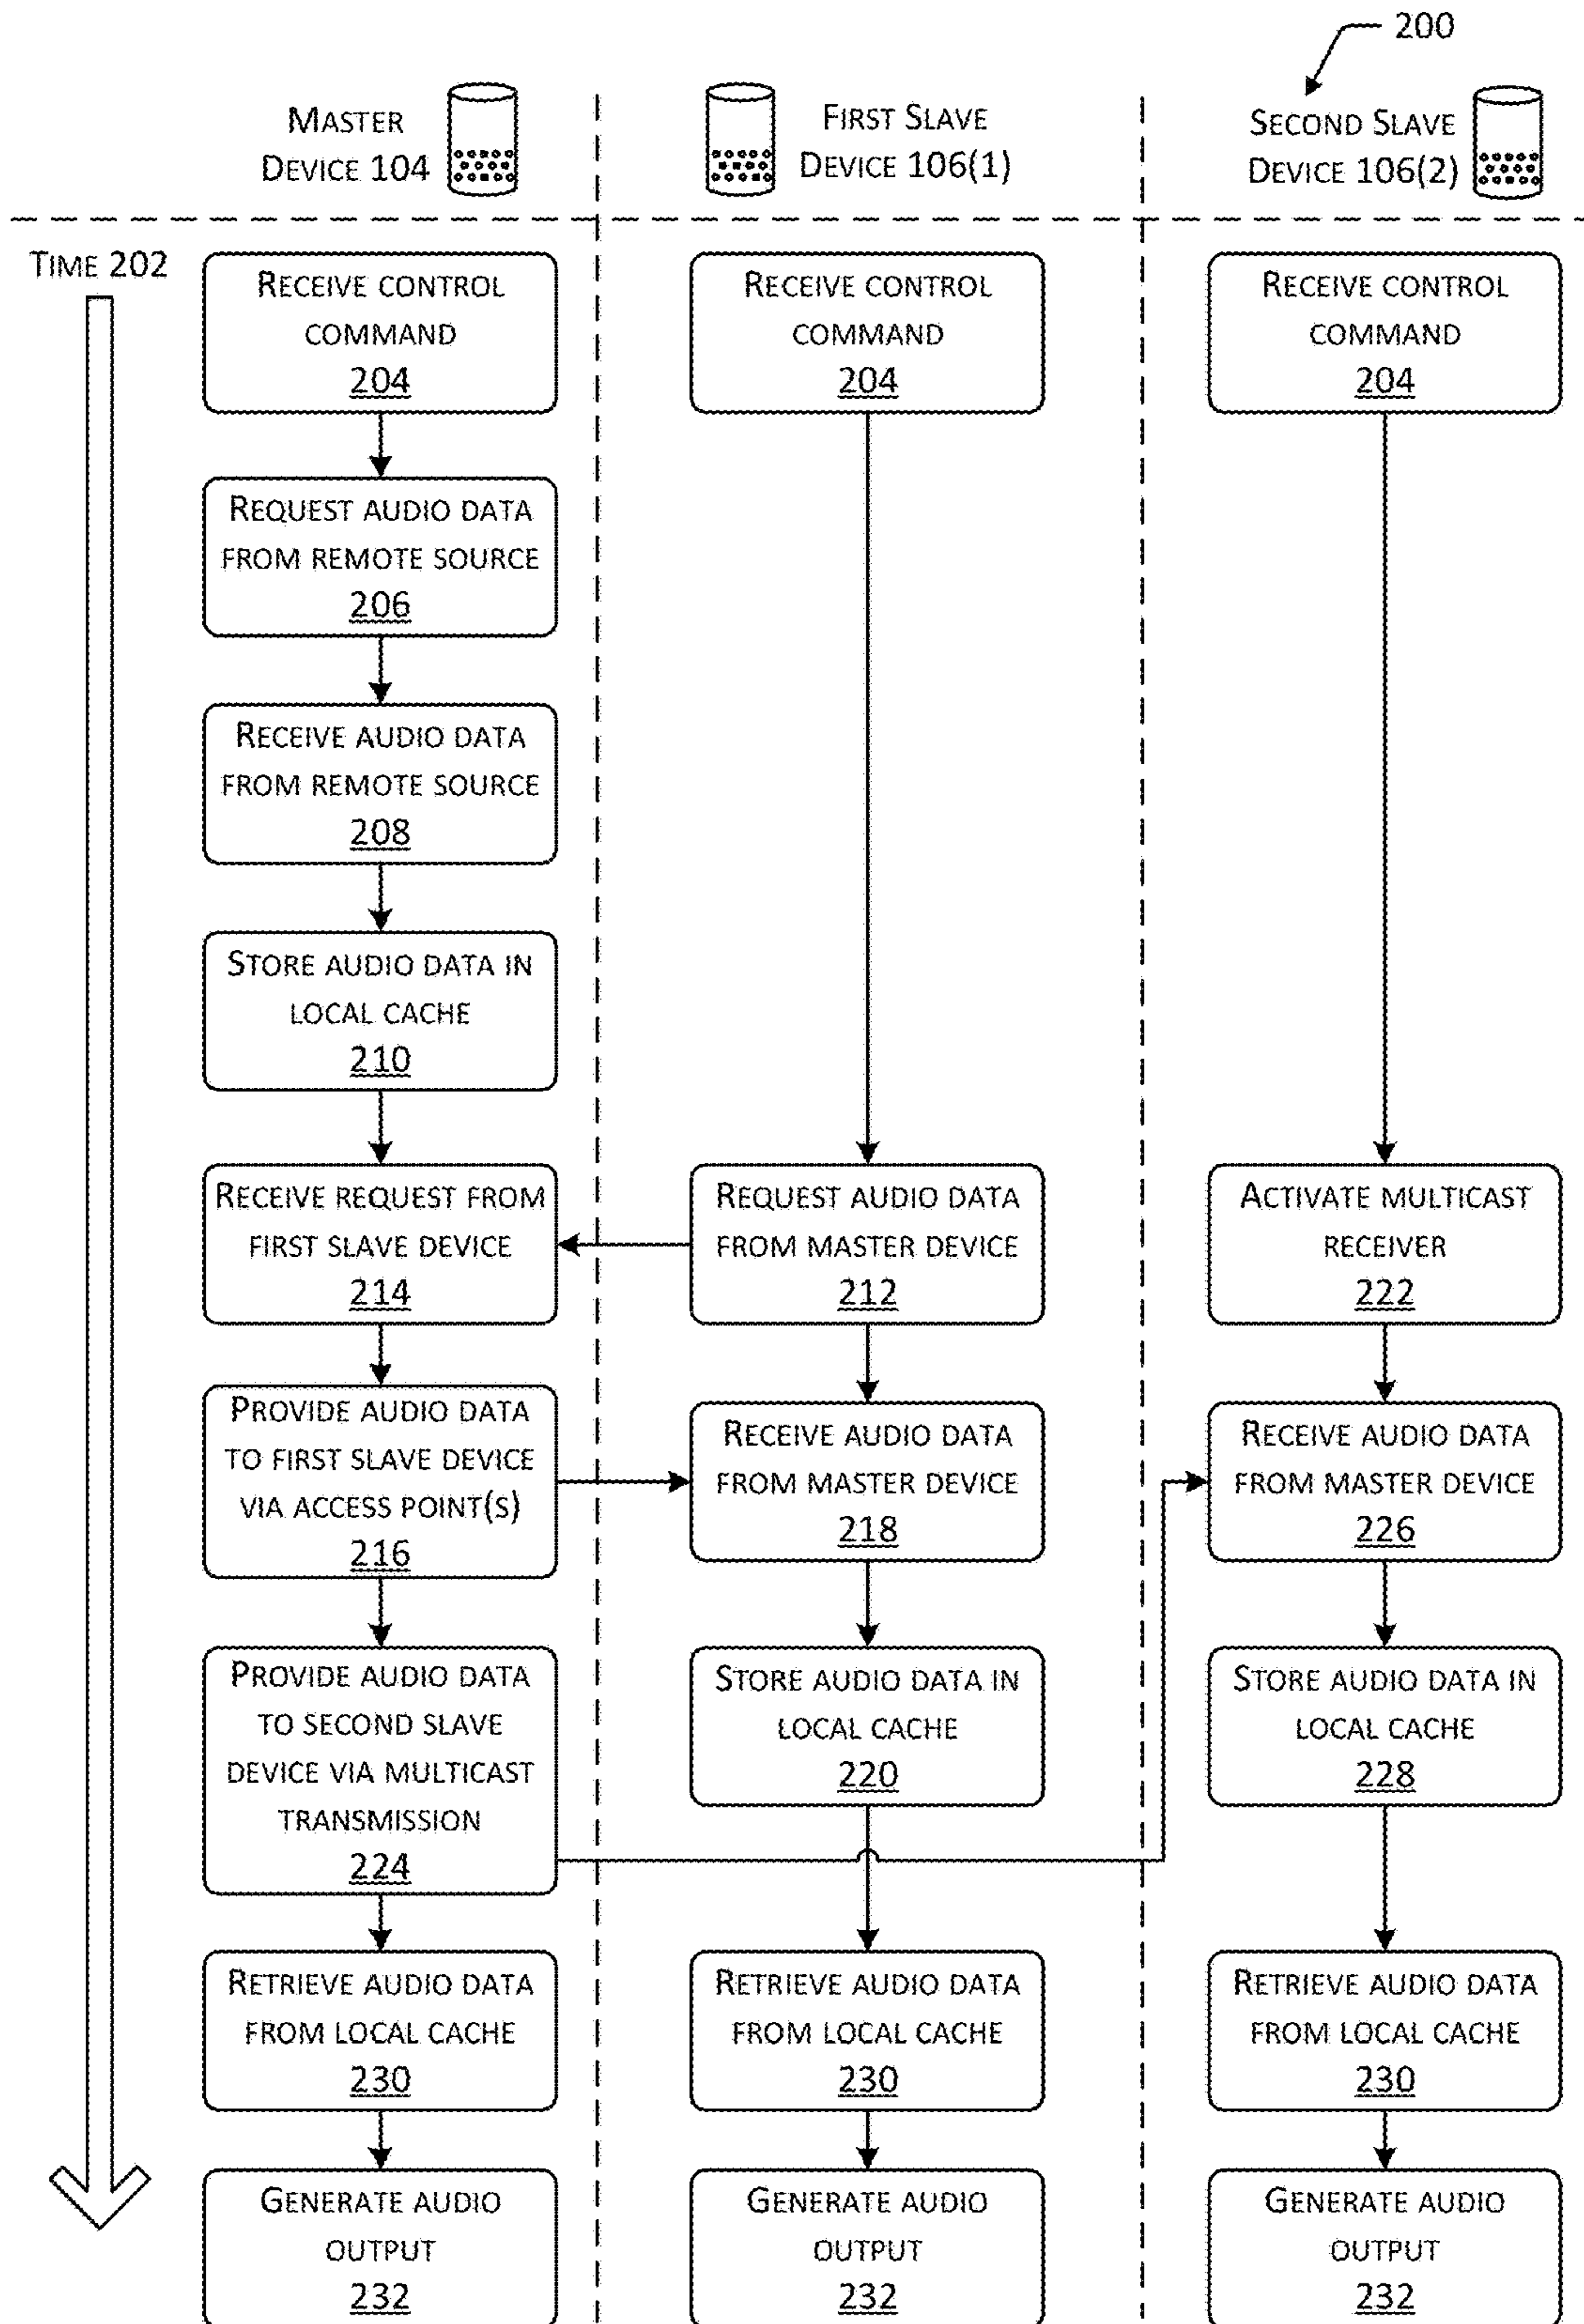 200
MASTER
DEVICE 104
FIRST SLAVE
DEVICE 106(1)
SECOND SLAVE
DEVICE 106(2)
TIME 202
RECEIVE CONTROL
COMMAND
204
REQUEST AUDIO DATA
FROM REMOTE SOURCE
206
RECEIVE AUDIO DATA
FROM REMOTE SOURCE
208
STORE AUDIO DATA IN
LOCAL CACHE
210
RECEIVE REQUEST FROM
FIRST SLAVE DEVICE
214
PROVIDE AUDIO DATA
TO FIRST SLAVE DEVICE
VIA ACCESS POINT(S)
216
PROVIDE AUDIO DATA
TO SECOND SLAVE
DEVICE VIA MULTICAST
TRANSMISSION
224
RETRIEVE AUDIO DATA
FROM LOCAL CACHE
230
GENERATE AUDIO
OUTPUT
232
RECEIVE CONTROL
COMMAND
204
REQUEST AUDIO DATA
FROM MASTER DEVICE
212
RECEIVE AUDIO DATA
FROM MASTER DEVICE
218
STORE AUDIO DATA IN
LOCAL CACHE
220
RETRIEVE AUDIO DATA
FROM LOCAL CACHE
230
GENERATE AUDIO
OUTPUT
232
RECEIVE CONTROL
COMMAND
204
ACTIVATE MULTICAST
RECEIVER
222
RECEIVE AUDIO DATA
FROM MASTER DEVICE
226
STORE AUDIO DATA IN
LOCAL CACHE
228
RETRIEVE AUDIO DATA
FROM LOCAL CACHE
230
GENERATE AUDIO
OUTPUT
232